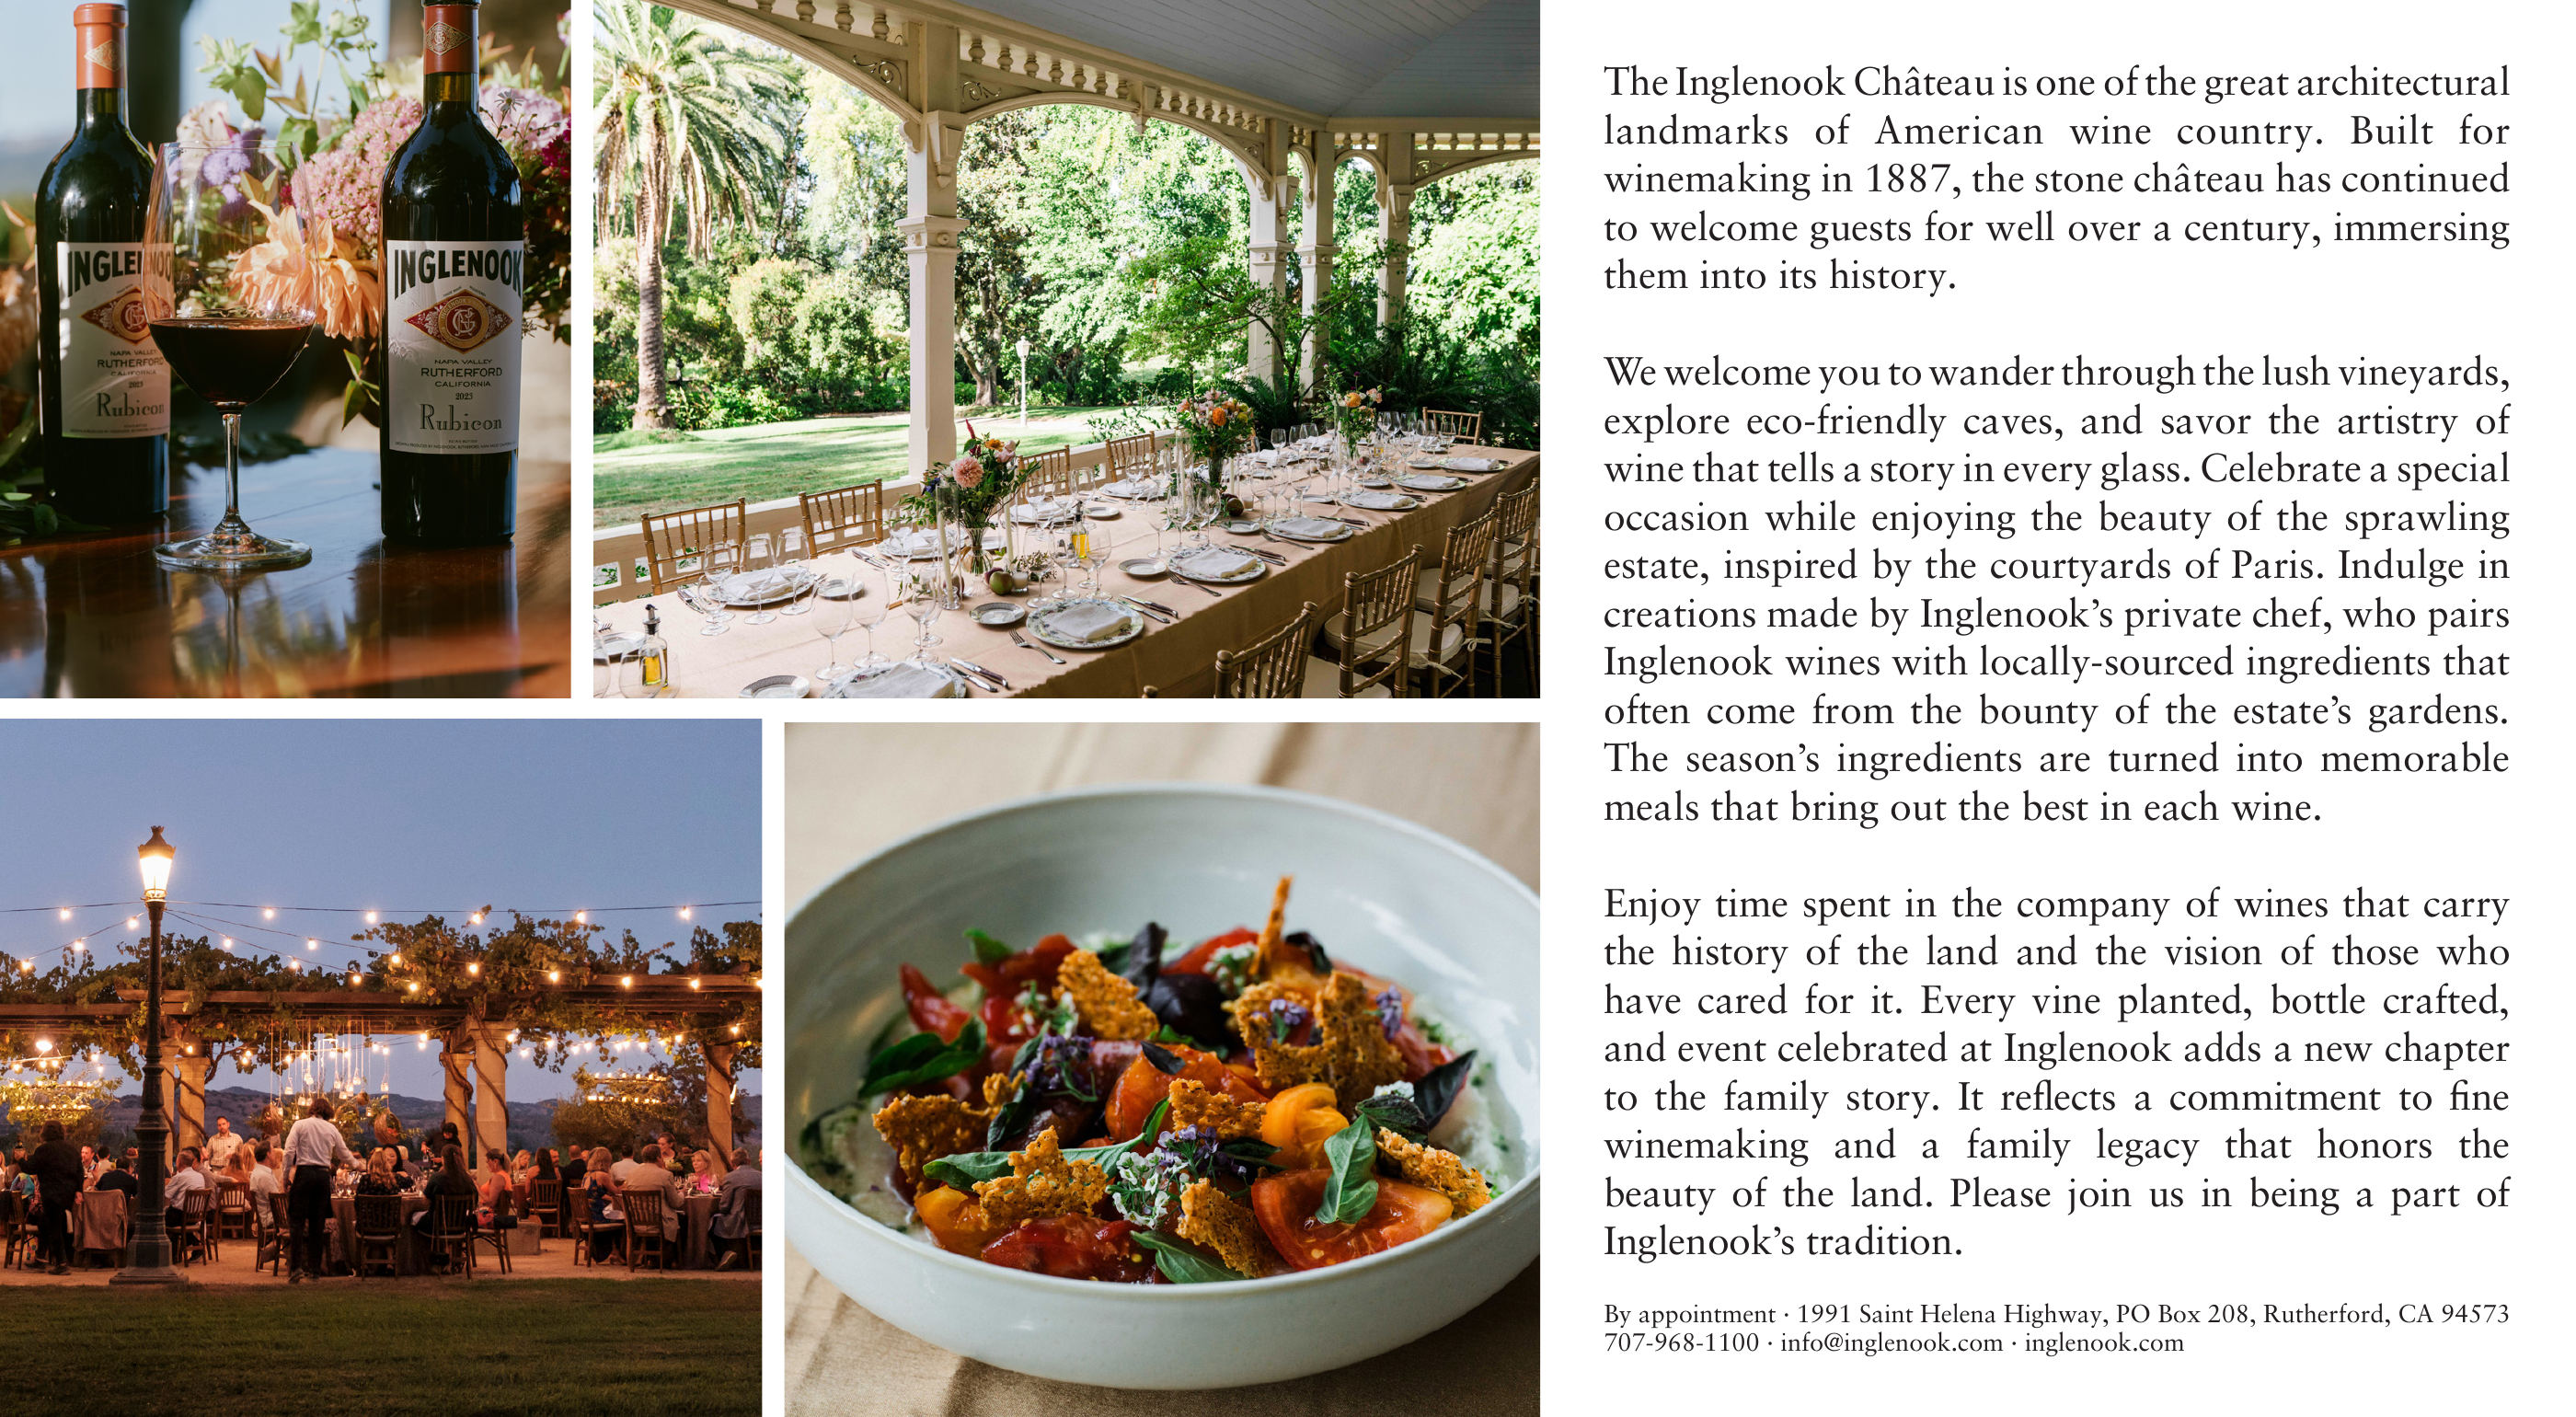 INGLENOOK
NAPA VALLEY
RUTHERFORD
CALIFORNIA
Rubicon
INGLENOOK
NAPA VALLEY
RUTHERFORD
CALIFORNIA
2023
Rubicon
The Inglenook Château is one of the great architectural
landmarks of American wine country. Built for
winemaking in 1887, the stone château has continued
to welcome guests for well over a century, immersing
them into its history.
We welcome you to wander through the lush vineyards,
explore eco-friendly caves, and savor the artistry of
wine that tells a story in every glass. Celebrate a special
occasion while enjoying the beauty of the sprawling
estate, inspired by the courtyards of Paris. Indulge in
creations made by Inglenook’s private chef, who pairs
Inglenook wines with locally-sourced ingredients that
often come from the bounty of the estate’s gardens.
The season’s ingredients are turned into memorable
meals that bring out the best in each wine.
Enjoy time spent in the company of wines that carry
the history of the land and the vision of those who
have cared for it. Every vine planted, bottle crafted,
and event celebrated at Inglenook adds a new chapter
to the family story. It reflects a commitment to fine
winemaking and a family legacy that honors the
beauty of the land. Please join us in being a part of
Inglenook’s tradition.
By appointment · 1991 Saint Helena Highway, PO Box 208, Rutherford, CA 94573
707-968-1100 · info@inglenook.com · inglenook.com